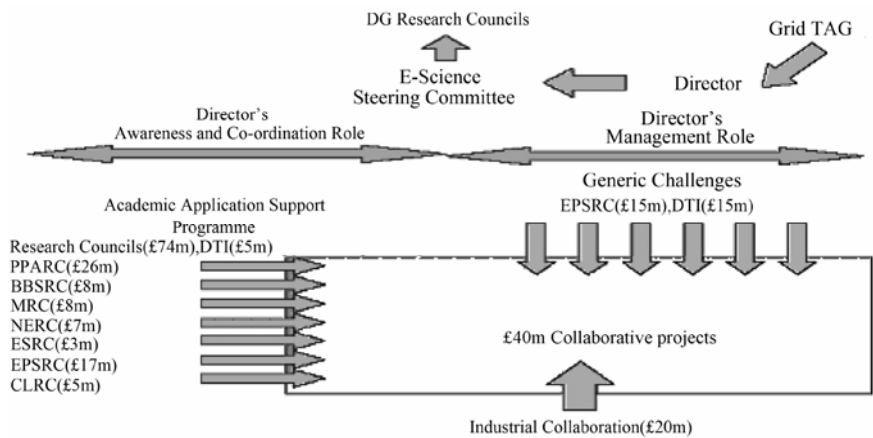 DG Research Councils
Grid TAG
E-Science
Steering Committee
Director
Director's
Awareness and Co-ordination Role
Director's
Management Role
Generic Challenges
EPSRC(£15m),DTI(£15m)
Academic Application Support
Programme
Research Councils(£74m),DTI(£5m)
PPARC(£26m)
BBSRC(£8m)
MRC(£8m)
NERC(£7m)
ESRC(£3m)
EPSRC(£17m)
CLRC(£5m)
£40m Collaborative projects
Industrial Collaboration(£20m)